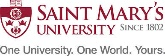 SAINT MARY'S
UNIVERSITY SINCE 1802
One University. One World. Yours.